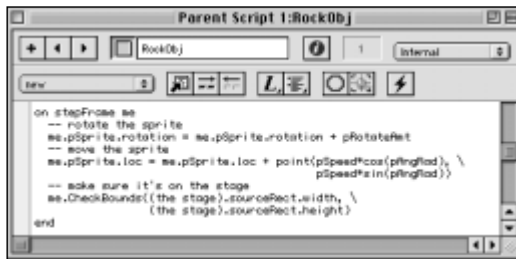 Parent Script 1:RockObj
RockObj
1
Internal
new
on stepFrame me
-- rotate the sprite
me.pSprite.rotation = me.pSprite.rotation + pRotateAmt
-- move the sprite
me.pSprite.loc = me.pSprite.loc + point(pSpeed*cos(pAngRad), \
pSpeed*sin(pAngRad))
-- make sure it's on the stage
me.CheckBounds((the stage).sourceRect.width, \
(the stage).sourceRect.height)
end